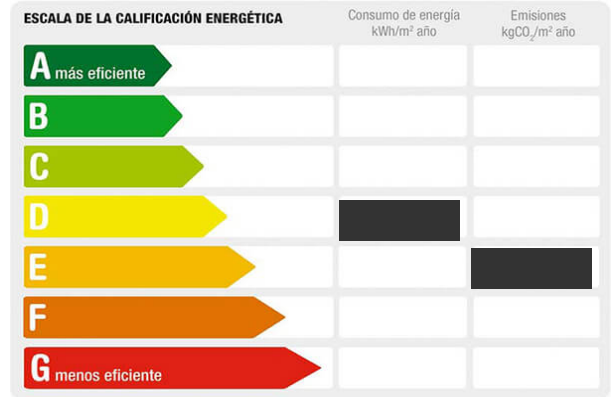 ESCALA DE LA CALIFICACIÓN ENERGÉTICA
Consumo de energía
kWh/m² año
Emisiones
kgCO₂/m² año
A más eficiente
B
C
D
E
F
G menos eficiente